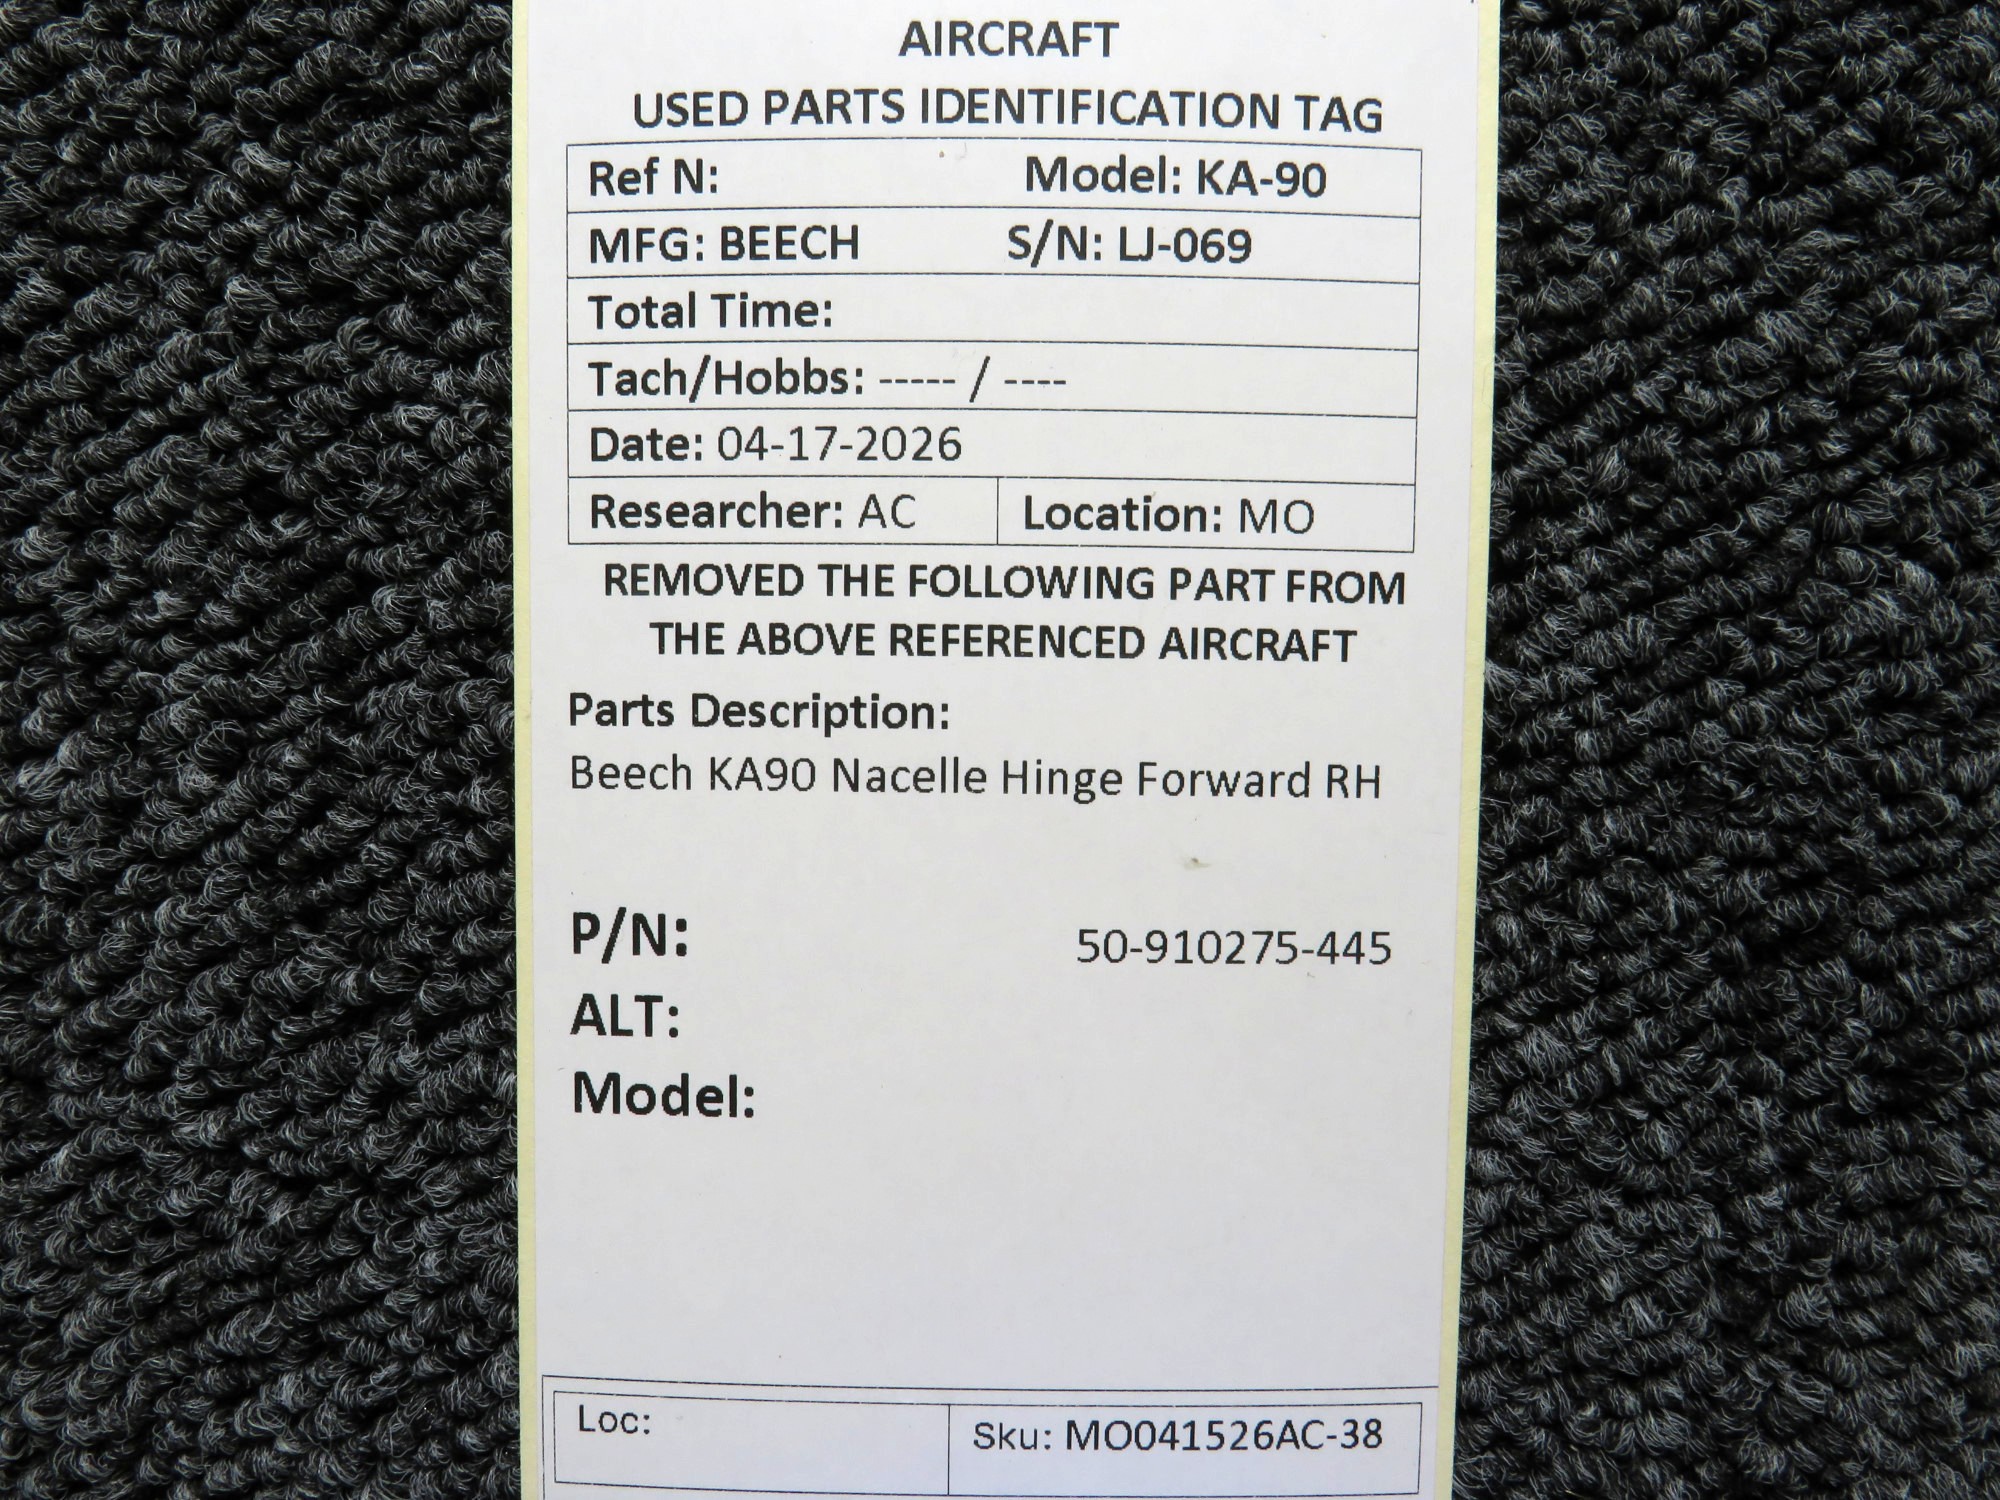 AIRCRAFT
USED PARTS IDENTIFICATION TAG
Ref N: Model: KA-90
MFG: BEECH S/N: LJ-069
Total Time:
Tach/Hobbs: ----- / ----
Date: 04-17-2026
Researcher: AC Location: MO
REMOVED THE FOLLOWING PART FROM
THE ABOVE REFERENCED AIRCRAFT
Parts Description:
Beech KA90 Nacelle Hinge Forward RH
P/N: 50-910275-445
ALT:
Model:
Loc: Sku: MO041526AC-38